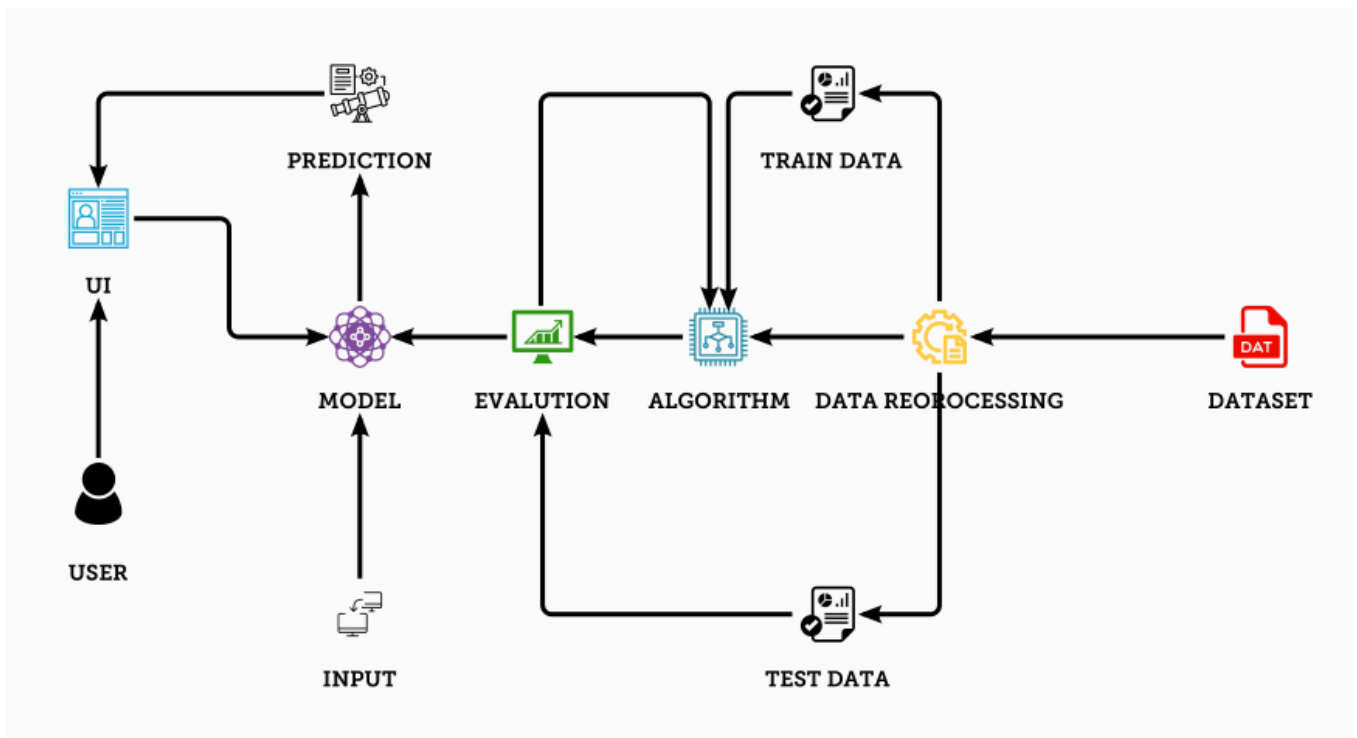 PREDICTION
TRAIN DATA
UI
DAT
MODEL
EVALUTION
ALGORITHM
DATA REOROCESSING
DATASET
USER
INPUT
TEST DATA